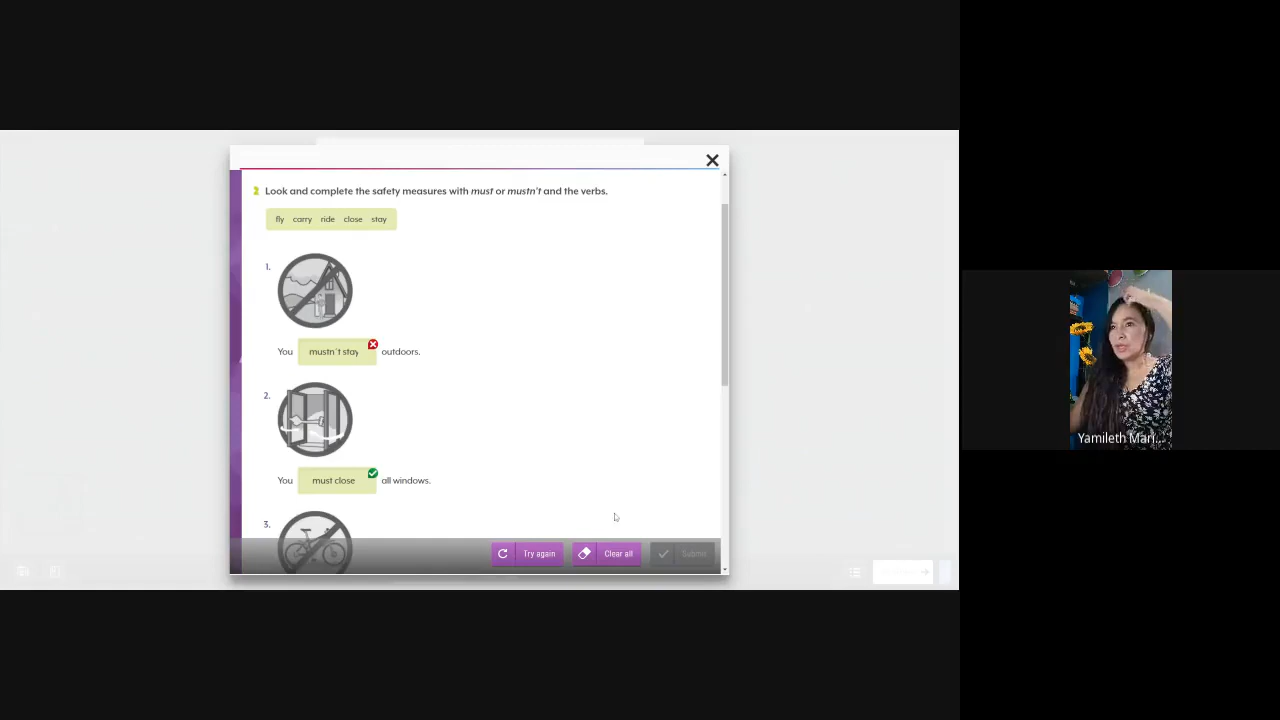 2 Look and complete the safety measures with must or mustn't and the verbs.
fly carry ride close stay
1.
You mustn´t stay outdoors.
2.
You must close all windows.
3.
Try again Clear all Submit
Yamileth Mari...